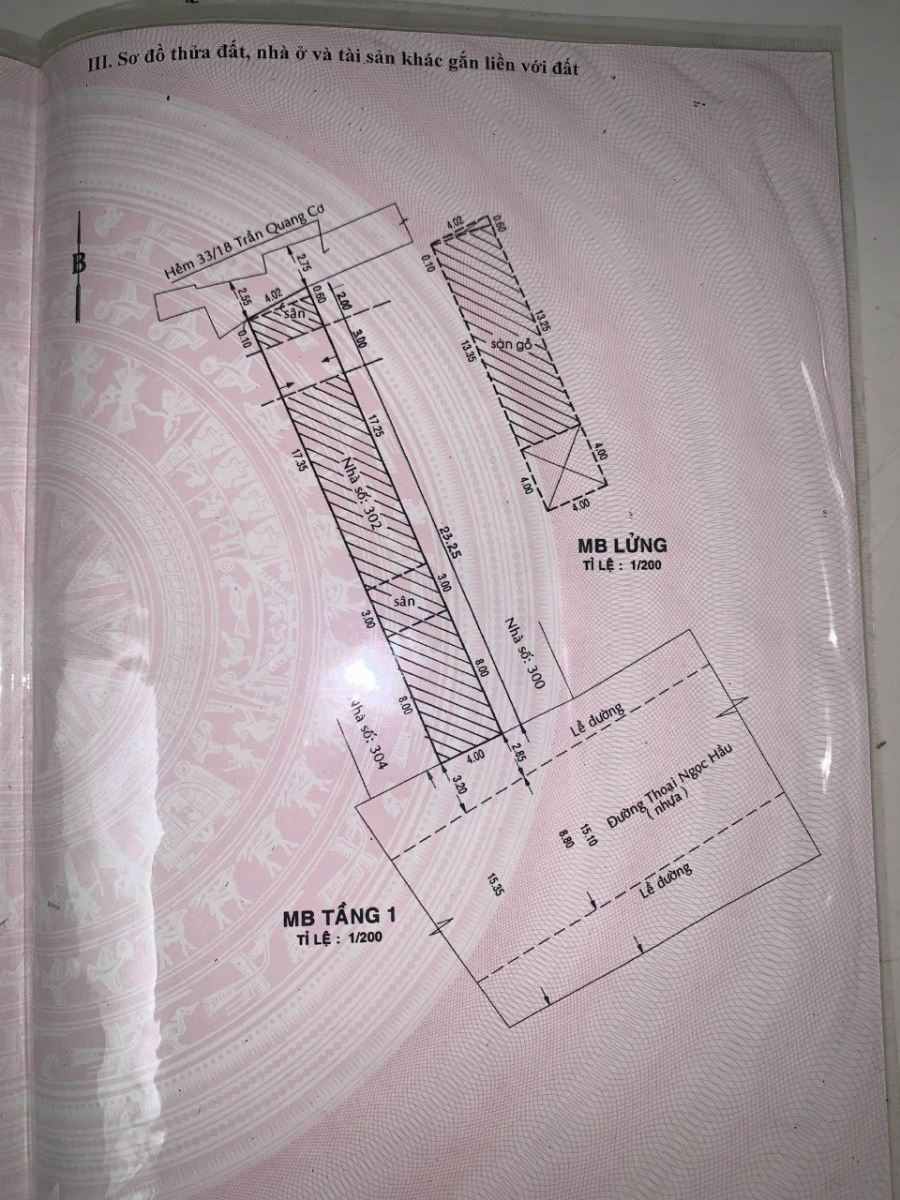 III. Sơ đồ thửa đất, nhà ở và tài sản khác gắn liền với đất
B
Hẻm 33/1B Trần Quang Cơ
2.55
2.75
4.02
0.60
2.00
sân
0.10
3.00
17.25
17.35
Nhà số: 302
23.25
3.00
sân
3.00
8.00
8.00
4.00
Nhà số: 300
Nhà số: 304
2.85
3.20
4.02
0.60
0.10
13.25
13.35
sàn gỗ
4.00
4.00
4.00
MB LỬNG
TỈ LỆ : 1/200
Lề đường
Đường Thoại Ngọc Hầu
( nhựa )
15.10
8.80
15.35
Lề đường
MB TẦNG 1
TỈ LỆ : 1/200